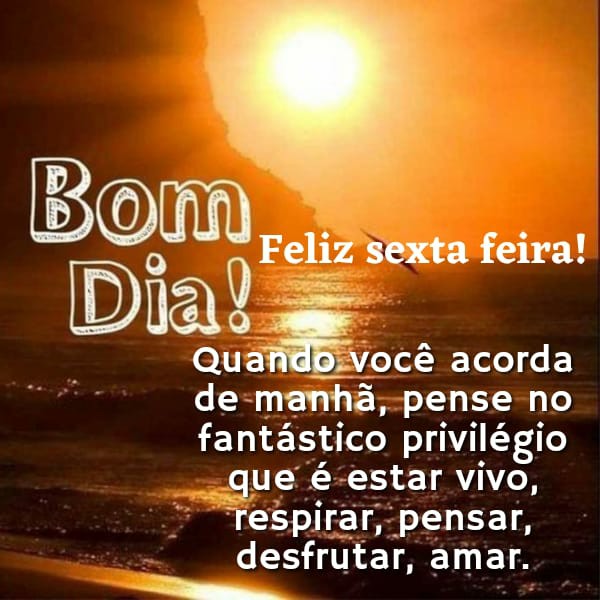 Bom
Dia!
Feliz sexta feira!
Quando você acorda
de manhã, pense no
fantástico privilégio
que é estar vivo,
respirar, pensar,
desfrutar, amar.